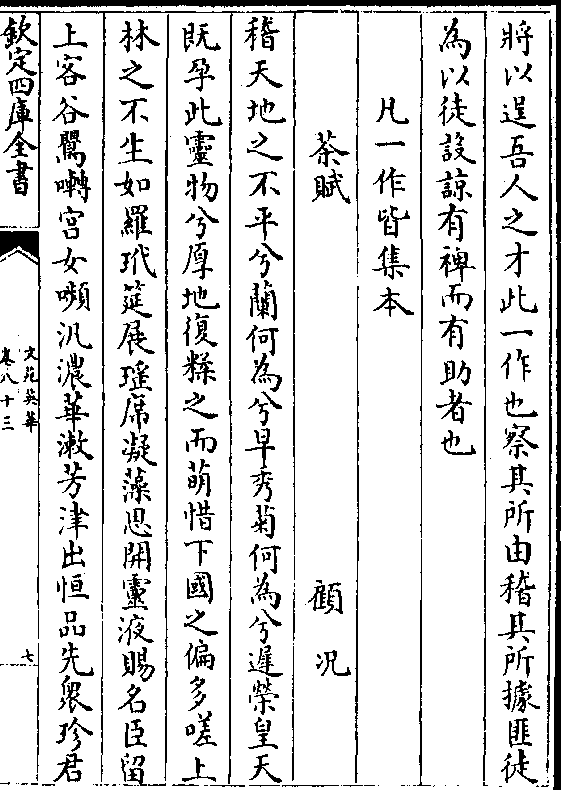 將以逞吾人之才此一作也察其所由稽其所據匪徒
為以徒設諒有禆而有助者也
凡一作皆集本
茶賦　顧況
稽天地之不平兮蘭何為兮早秀菊何為兮遲榮皇天
既孕此靈物兮厚地復糅之而萌惜下國之偏多嗟上
林之不生如羅玳筵展瑤席凝藻思開靈液賜名臣留
上客谷鶯囀宮女嚬汎濃華漱芳津出恒品先衆珍君
欽定四庫全書
文苑英華
卷八十三
七